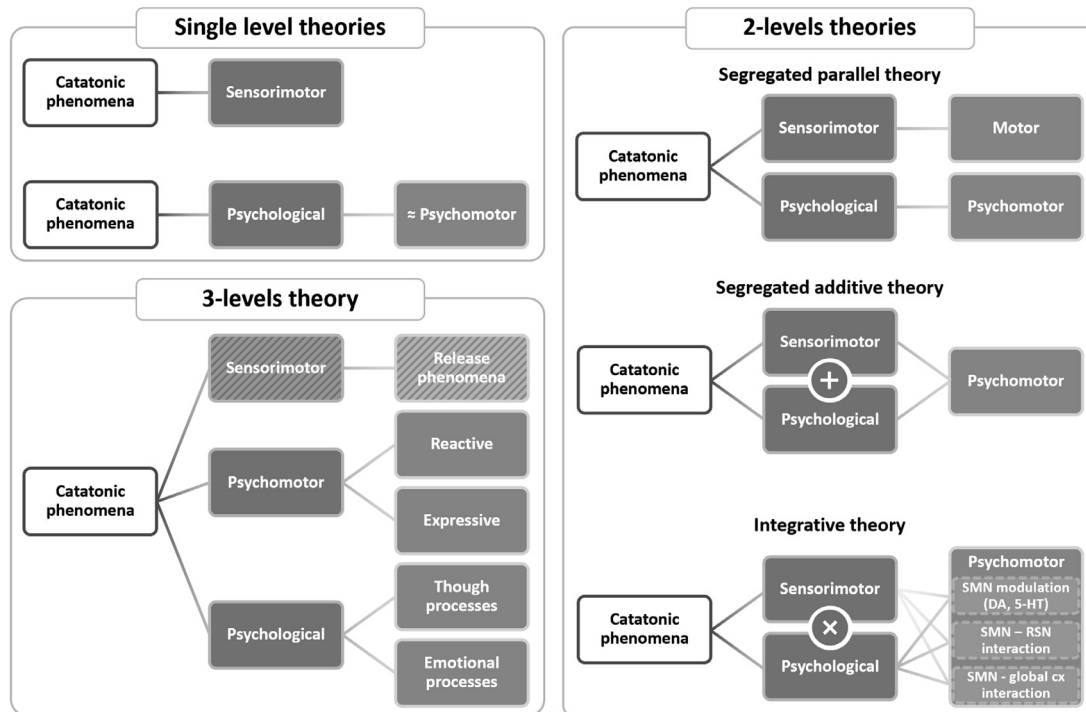 Single level theories
Catatonic
phenomena
Sensorimotor
Catatonic
phenomena
Psychological
≈ Psychomotor
3-levels theory
Catatonic
phenomena
Sensorimotor
Release
phenomena
Psychomotor
Reactive
Expressive
Psychological
Though
processes
Emotional
processes
2-levels theories
Segregated parallel theory
Catatonic
phenomena
Sensorimotor
Motor
Psychological
Psychomotor
Segregated additive theory
Catatonic
phenomena
Sensorimotor
+
Psychological
Psychomotor
Integrative theory
Catatonic
phenomena
Sensorimotor
×
Psychological
Psychomotor
SMN modulation
(DA, 5-HT)
SMN – RSN
interaction
SMN - global cx
interaction